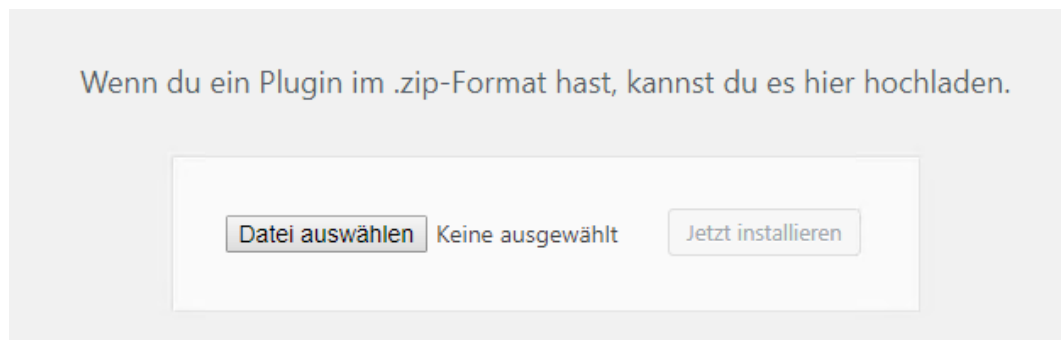 Wenn du ein Plugin im .zip-Format hast, kannst du es hier hochladen.
Datei auswählen Keine ausgewählt Jetzt installieren